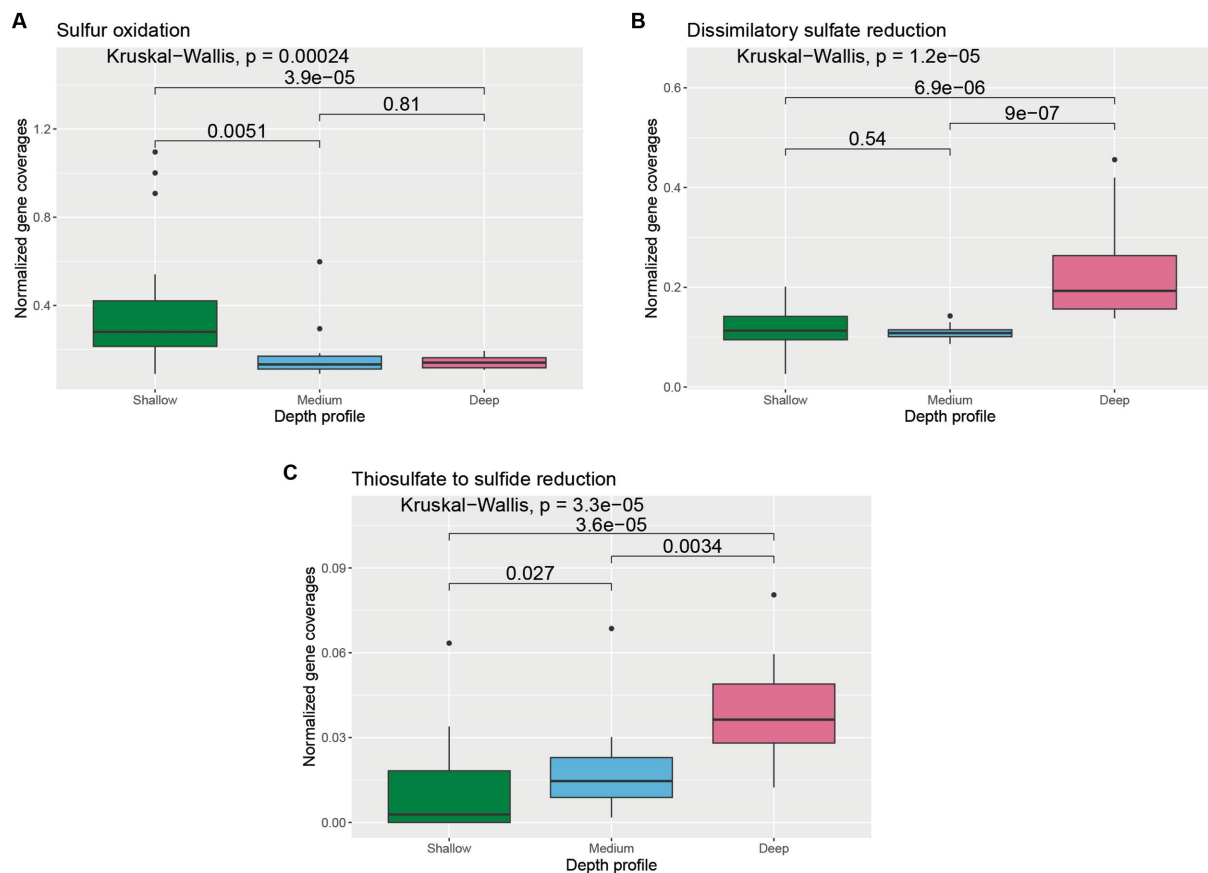 A
Sulfur oxidation
Kruskal−Wallis, p = 0.00024
3.9e−05
0.81
0.0051
1.2
0.8
0.4
Normalized gene coverages
Shallow
Medium
Deep
Depth profile
B
Dissimilatory sulfate reduction
Kruskal−Wallis, p = 1.2e−05
6.9e−06
9e−07
0.54
0.6
0.4
0.2
0.0
Normalized gene coverages
Shallow
Medium
Deep
Depth profile
C
Thiosulfate to sulfide reduction
Kruskal−Wallis, p = 3.3e−05
3.6e−05
0.0034
0.027
0.09
0.06
0.03
0.00
Normalized gene coverages
Shallow
Medium
Deep
Depth profile